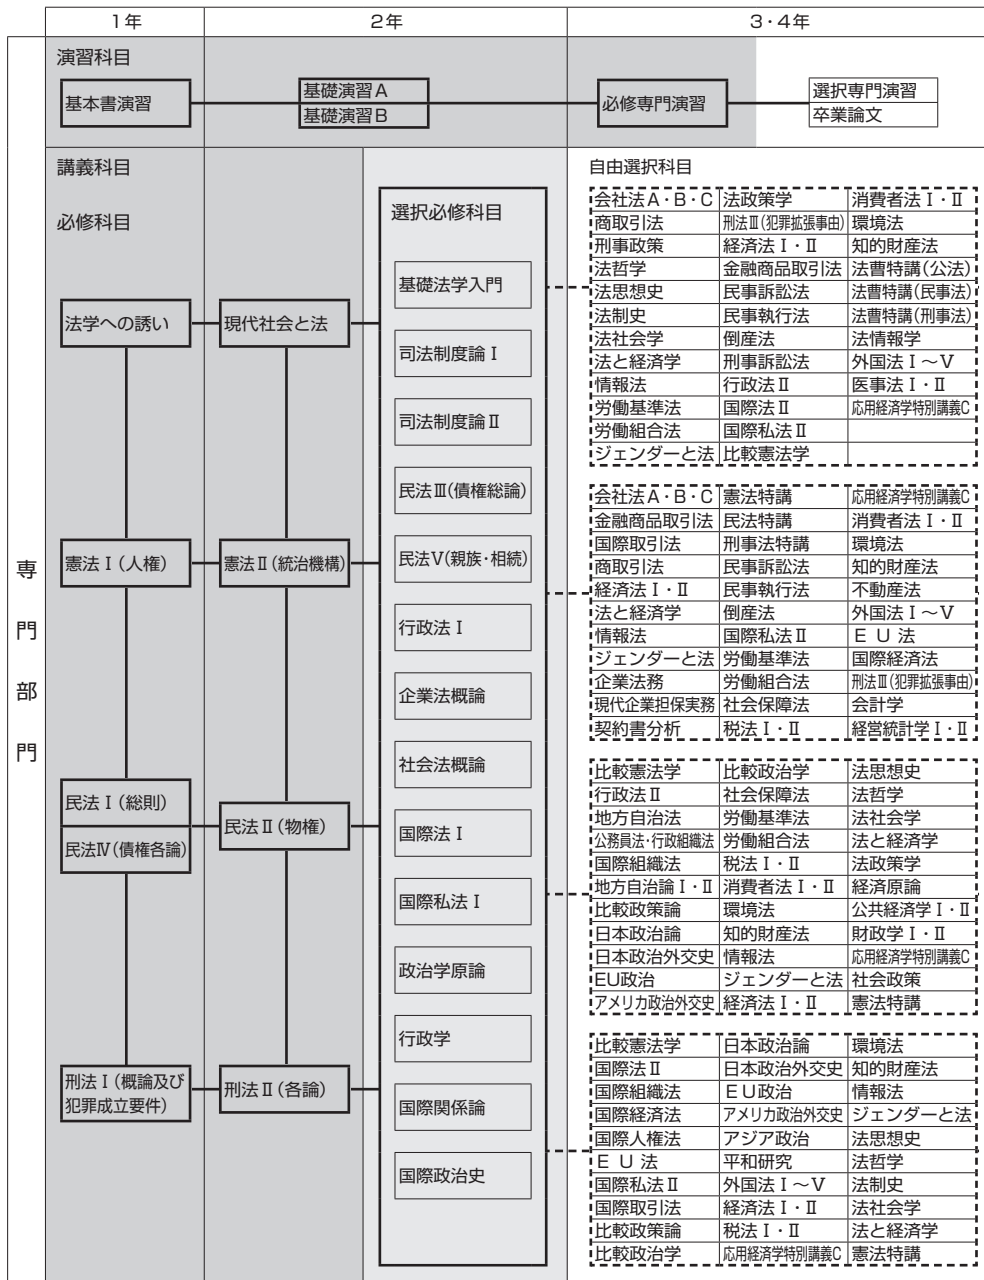 1年 2年 3・4年
専門部門
演習科目
基本書演習
基礎演習A
基礎演習B
必修専門演習
選択専門演習
卒業論文
講義科目
必修科目
法学への誘い
憲法Ⅰ(人権)
民法Ⅰ(総則)
民法Ⅳ(債権各論)
刑法Ⅰ(概論及び
犯罪成立要件)
現代社会と法
憲法Ⅱ(統治機構)
民法Ⅱ(物権)
刑法Ⅱ(各論)
選択必修科目
基礎法学入門
司法制度論Ⅰ
司法制度論Ⅱ
民法Ⅲ(債権総論)
民法Ⅴ(親族・相続)
行政法Ⅰ
企業法概論
社会法概論
国際法Ⅰ
国際私法Ⅰ
政治学原論
行政学
国際関係論
国際政治史
自由選択科目
会社法A・B・C 法政策学 消費者法Ⅰ・Ⅱ
商取引法 刑法Ⅲ(犯罪拡張事由) 環境法
刑事政策 経済法Ⅰ・Ⅱ 知的財産法
法哲学 金融商品取引法 法曹特講(公法)
法思想史 民事訴訟法 法曹特講(民事法)
法制史 民事執行法 法曹特講(刑事法)
法社会学 倒産法 法情報学
法と経済学 刑事訴訟法 外国法Ⅰ～Ⅴ
情報法 行政法Ⅱ 医事法Ⅰ・Ⅱ
労働基準法 国際法Ⅱ 応用経済学特別講義C
労働組合法 国際私法Ⅱ
ジェンダーと法 比較憲法学
会社法A・B・C 憲法特講 応用経済学特別講義C
金融商品取引法 民法特講 消費者法Ⅰ・Ⅱ
国際取引法 刑事法特講 環境法
商取引法 民事訴訟法 知的財産法
経済法Ⅰ・Ⅱ 民事執行法 不動産法
法と経済学 倒産法 外国法Ⅰ～Ⅴ
情報法 国際私法Ⅱ EU法
ジェンダーと法 労働基準法 国際経済法
企業法務 労働組合法 刑法Ⅲ(犯罪拡張事由)
現代企業担保実務 社会保障法 会計学
契約書分析 税法Ⅰ・Ⅱ 経営統計学Ⅰ・Ⅱ
比較憲法学 比較政治学 法思想史
行政法Ⅱ 社会保障法 法哲学
地方自治法 労働基準法 法社会学
公務員法・行政組織法 労働組合法 法と経済学
国際組織法 税法Ⅰ・Ⅱ 法政策学
地方自治論Ⅰ・Ⅱ 消費者法Ⅰ・Ⅱ 経済原論
比較政策論 環境法 公共経済学Ⅰ・Ⅱ
日本政治論 知的財産法 財政学Ⅰ・Ⅱ
日本政治外交史 情報法 応用経済学特別講義C
EU政治 ジェンダーと法 社会政策
アメリカ政治外交史 経済法Ⅰ・Ⅱ 憲法特講
比較憲法学 日本政治論 環境法
国際法Ⅱ 日本政治外交史 知的財産法
国際組織法 EU政治 情報法
国際経済法 アメリカ政治外交史 ジェンダーと法
国際人権法 アジア政治 法思想史
EU法 平和研究 法哲学
国際私法Ⅱ 外国法Ⅰ～Ⅴ 法制史
国際取引法 経済法Ⅰ・Ⅱ 法社会学
比較政策論 税法Ⅰ・Ⅱ 法と経済学
比較政治学 応用経済学特別講義C 憲法特講